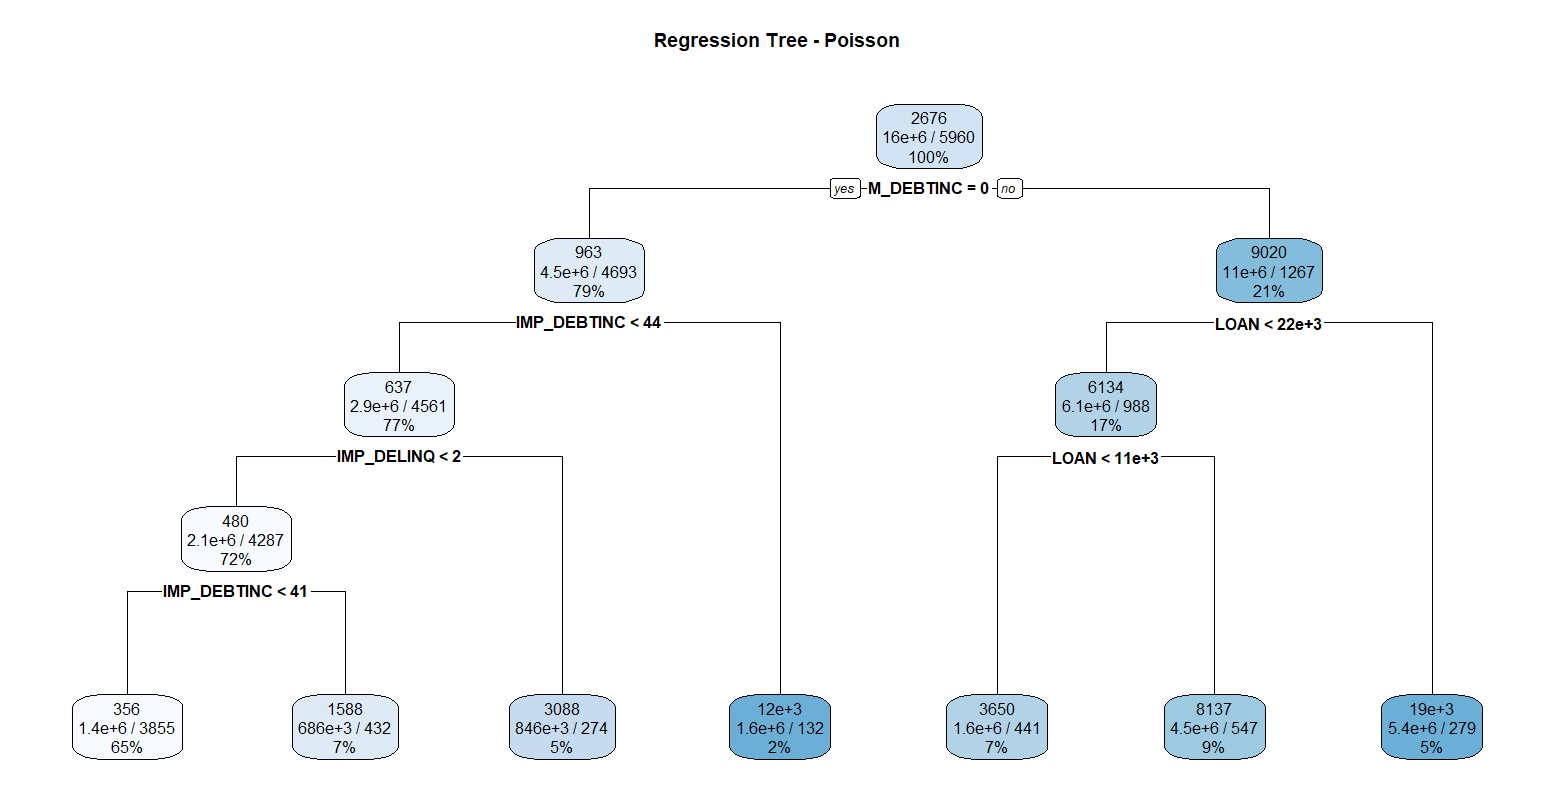 Regression Tree - Poisson
2676
16e+6 / 5960
100%
yes
M_DEBTINC = 0
no
963
4.5e+6 / 4693
79%
9020
11e+6 / 1267
21%
IMP_DEBTINC < 44
LOAN < 22e+3
637
2.9e+6 / 4561
77%
6134
6.1e+6 / 988
17%
IMP_DELINQ < 2
LOAN < 11e+3
480
2.1e+6 / 4287
72%
IMP_DEBTINC < 41
356
1.4e+6 / 3855
65%
1588
686e+3 / 432
7%
3088
846e+3 / 274
5%
12e+3
1.6e+6 / 132
2%
3650
1.6e+6 / 441
7%
8137
4.5e+6 / 547
9%
19e+3
5.4e+6 / 279
5%